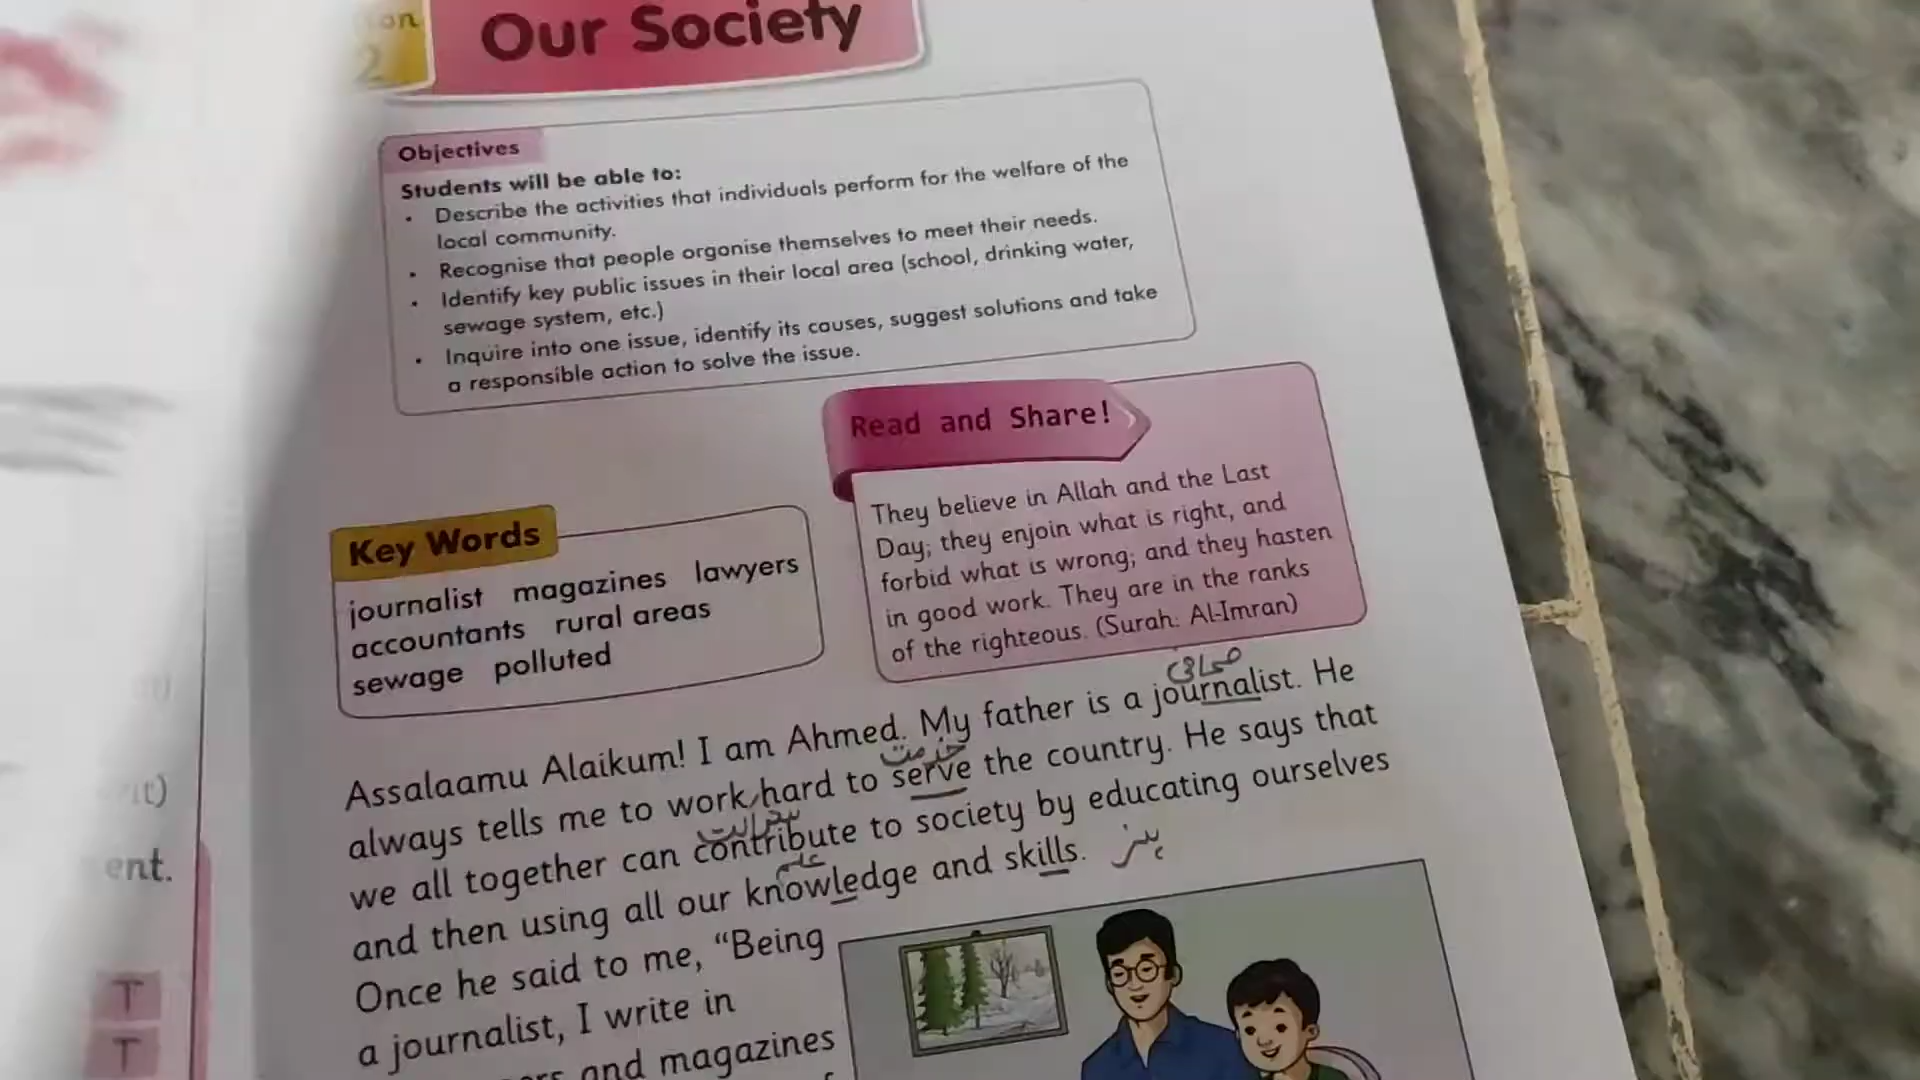 on
2
Our Society
Objectives
Students will be able to:
• Describe the activities that individuals perform for the welfare of the
local community.
• Recognise that people orgonise themselves to meet their needs.
• Identify key public issues in their local area (school, drinking water,
sewage system, etc.)
• Inquire into one issue, identify its causes, suggest solutions and take
a responsible action to solve the issue.
Read and Share!
They believe in Allah and the Last
Day; they enjoin what is right, and
forbid what is wrong; and they hasten
in good work. They are in the ranks
of the righteous. (Surah: Al-Imran)
Key Words
journalist magazines lawyers
accountants rural areas
sewage polluted
صحافی
Assalaamu Alaikum! I am Ahmed. My father is a journalist. He
خدمت
always tells me to work hard to serve the country. He says that
we all together can contribute to society by educating ourselves
علم
and then using all our knowledge and skills. ہنر
Once he said to me, “Being
a journalist, I write in
and magazines
ent.
T
T